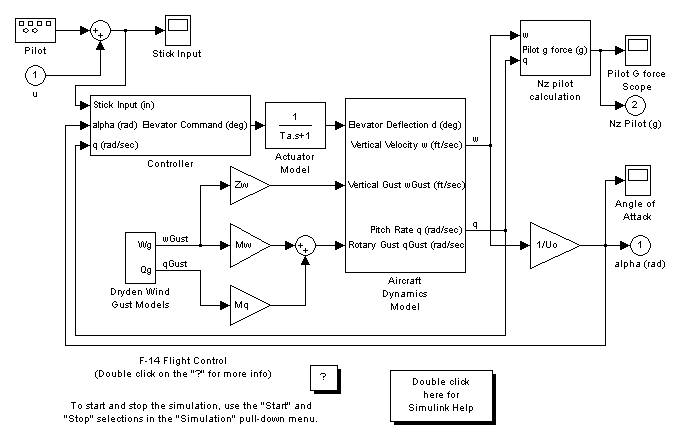 Pilot
1
u
Stick Input
w
Pilot g force (g)
q
Nz pilot
calculation
Pilot G force
Scope
2
Nz Pilot (g)
Stick Input (in)
alpha (rad) Elevator Command (deg)
q (rad/sec)
Controller
1
Ta.s+1
Actuator
Model
Elevator Deflection d (deg)
Vertical Velocity w (ft/sec)
Vertical Gust wGust (ft/sec)
Pitch Rate q (rad/sec)
Rotary Gust qGust (rad/sec
Aircraft
Dynamics
Model
w
q
Zw
Mw
Mq
Wg
Qg
wGust
qGust
Dryden Wind
Gust Models
1/Uo
Angle of
Attack
1
alpha (rad)
F-14 Flight Control
(Double click on the "?" for more info)
?
To start and stop the simulation, use the "Start" and
"Stop" selections in the "Simulation" pull-down menu.
Double click
here for
Simulink Help